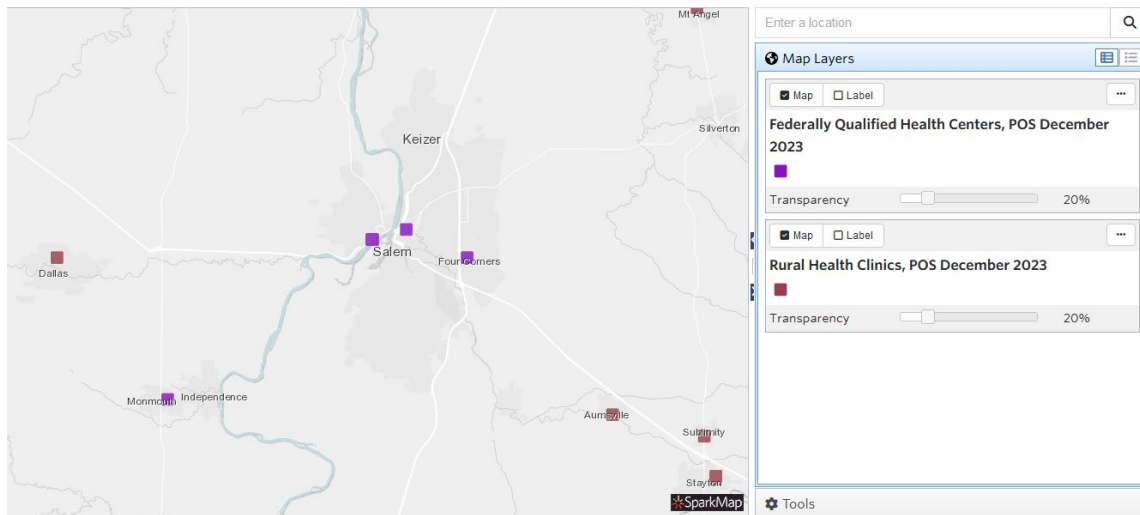 Mt Angel
Silverton
Keizer
Salem
Four Corners
Dallas
Monmouth
Independence
Aumsville
Sublimity
Stayton
SparkMap
Enter a location
Map Layers
Map Label
Federally Qualified Health Centers, POS December
2023
Transparency 20%
Map Label
Rural Health Clinics, POS December 2023
Transparency 20%
Tools